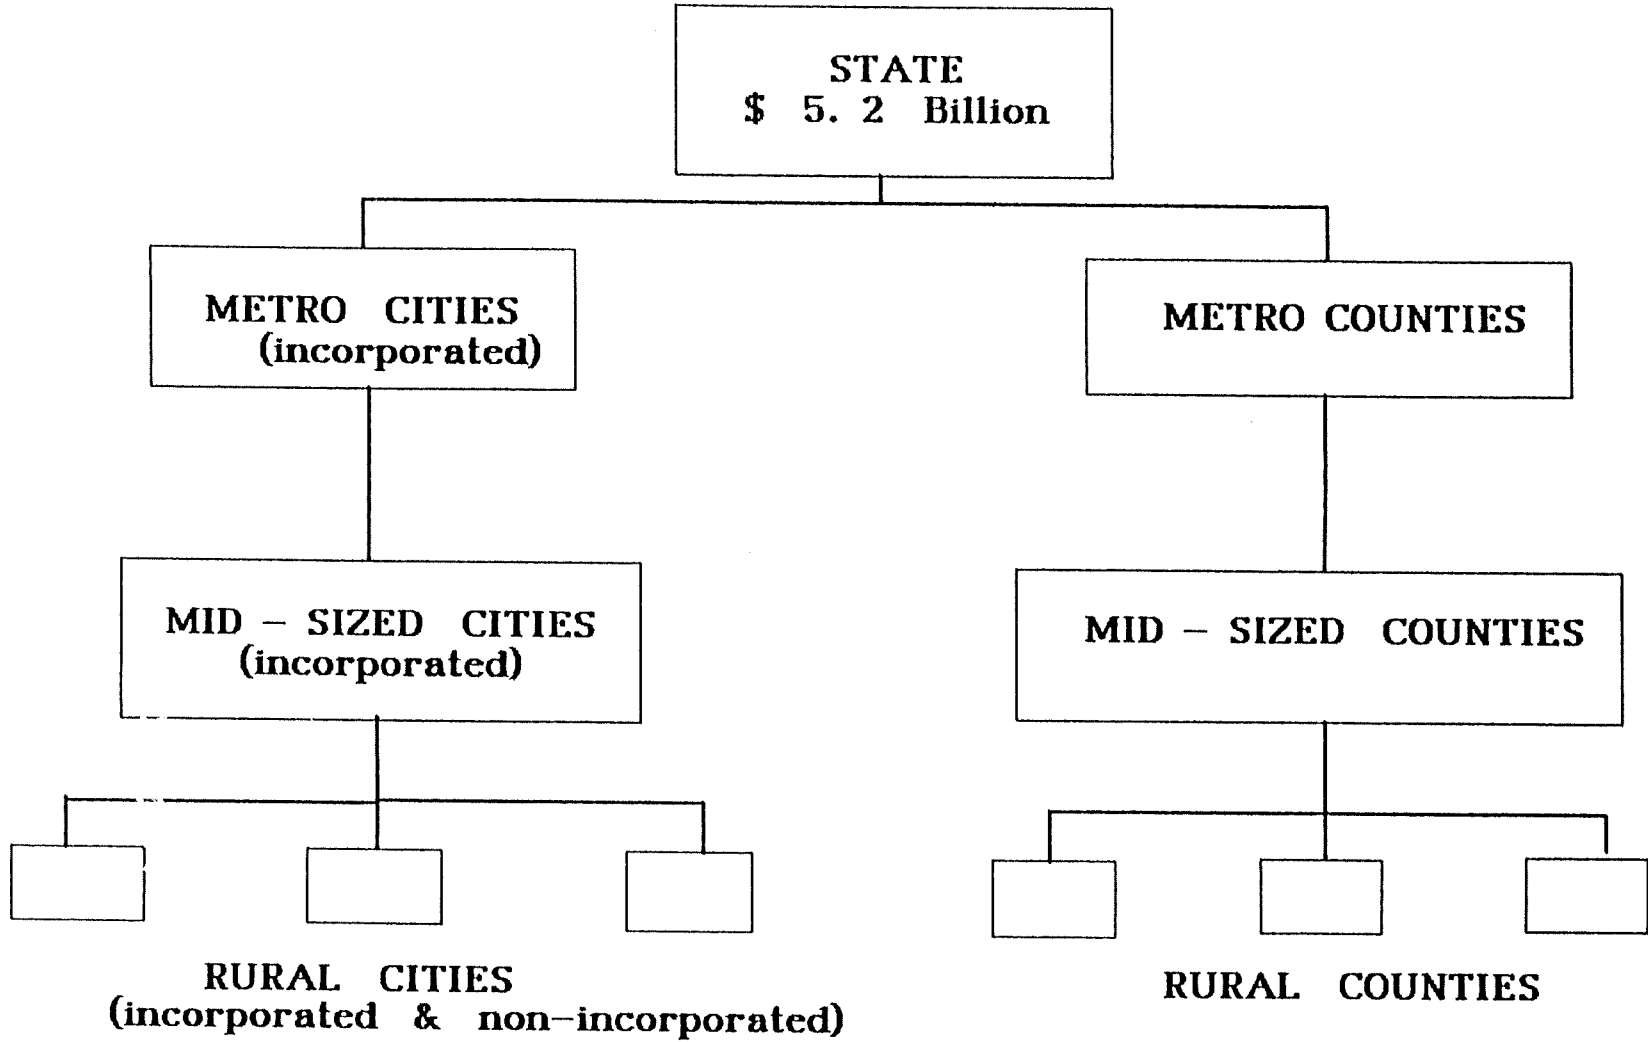 STATE
$ 5. 2 Billion
METRO CITIES
(incorporated)
METRO COUNTIES
MID – SIZED CITIES
(incorporated)
MID – SIZED COUNTIES
RURAL CITIES
(incorporated & non-incorporated)
RURAL COUNTIES